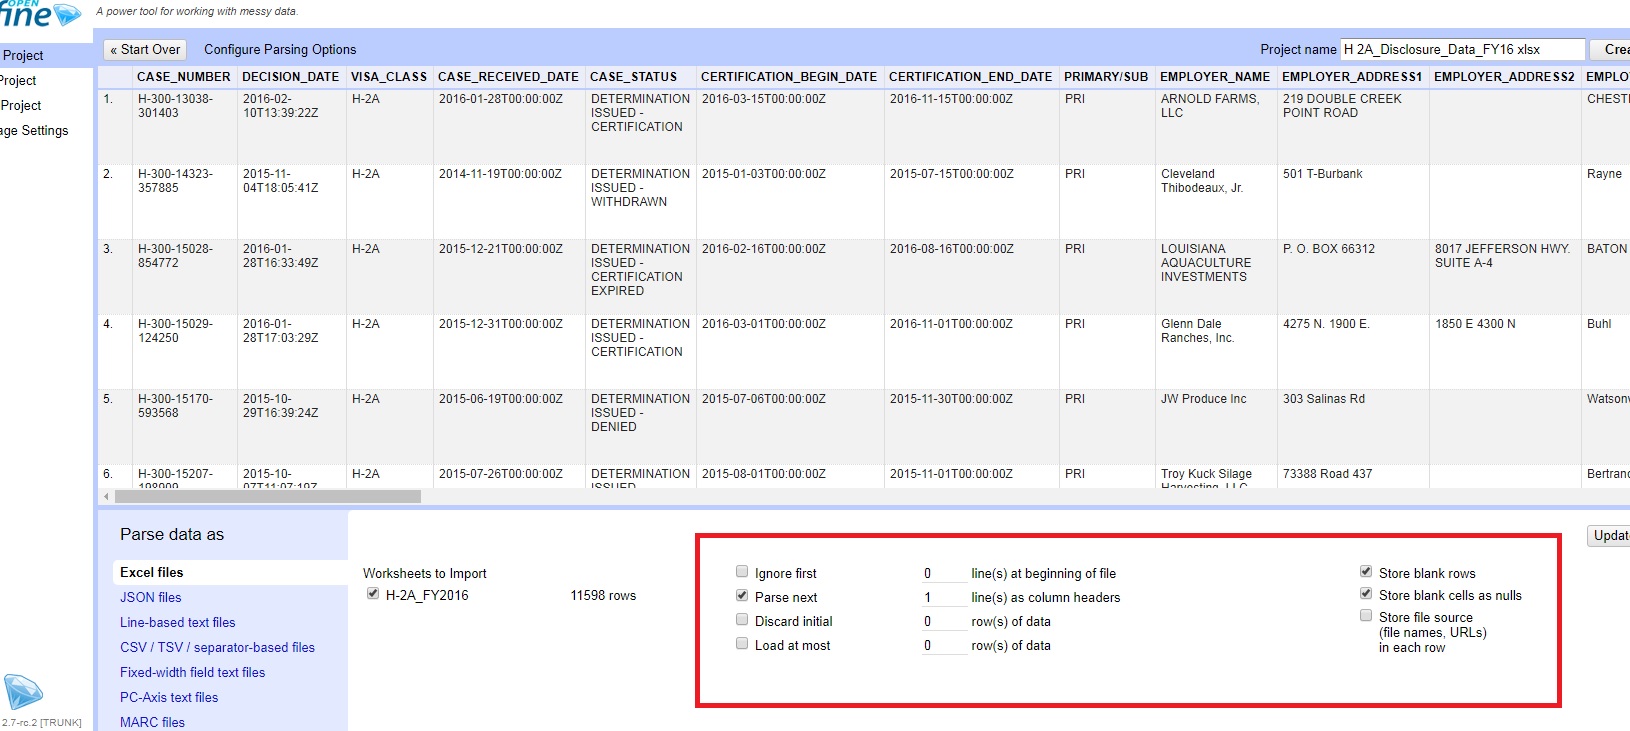 OPEN
fine
A power tool for working with messy data.
Project
Project
Project
age Settings
« Start Over
Configure Parsing Options
Project name
H 2A_Disclosure_Data_FY16 xlsx
Crea
CASE_NUMBER DECISION_DATE VISA_CLASS CASE_RECEIVED_DATE CASE_STATUS CERTIFICATION_BEGIN_DATE CERTIFICATION_END_DATE PRIMARY/SUB EMPLOYER_NAME EMPLOYER_ADDRESS1 EMPLOYER_ADDRESS2 EMPLO
1. H-300-13038- 2016-02- H-2A 2016-01-28T00:00:00Z DETERMINATION 2016-03-15T00:00:00Z 2016-11-15T00:00:00Z PRI ARNOLD FARMS, 219 DOUBLE CREEK CHEST
301403 10T13:39:22Z ISSUED - LLC POINT ROAD
CERTIFICATION
2. H-300-14323- 2015-11- H-2A 2014-11-19T00:00:00Z DETERMINATION 2015-01-03T00:00:00Z 2015-07-15T00:00:00Z PRI Cleveland 501 T-Burbank Rayne
357885 04T18:05:41Z ISSUED - Thibodeaux, Jr.
WITHDRAWN
3. H-300-15028- 2016-01- H-2A 2015-12-21T00:00:00Z DETERMINATION 2016-02-16T00:00:00Z 2016-08-16T00:00:00Z PRI LOUISIANA P. O. BOX 66312 8017 JEFFERSON HWY. BATON
854772 28T16:33:49Z ISSUED - AQUACULTURE SUITE A-4
CERTIFICATION INVESTMENTS
EXPIRED
4. H-300-15029- 2016-01- H-2A 2015-12-31T00:00:00Z DETERMINATION 2016-03-01T00:00:00Z 2016-11-01T00:00:00Z PRI Glenn Dale 4275 N. 1900 E. 1850 E 4300 N Buhl
124250 28T17:03:29Z ISSUED - Ranches, Inc.
CERTIFICATION
5. H-300-15170- 2015-10- H-2A 2015-06-19T00:00:00Z DETERMINATION 2015-07-06T00:00:00Z 2015-11-30T00:00:00Z PRI JW Produce Inc 303 Salinas Rd Watsonv
593568 29T16:39:24Z ISSUED -
DENIED
6. H-300-15207- 2015-10- H-2A 2015-07-26T00:00:00Z DETERMINATION 2015-08-01T00:00:00Z 2015-11-01T00:00:00Z PRI Troy Kuck Silage 73388 Road 437 Bertrand
198909 07T11:07:19Z ISSUED Harvesting, LLC
Parse data as
Excel files
JSON files
Line-based text files
CSV / TSV / separator-based files
Fixed-width field text files
PC-Axis text files
MARC files
Worksheets to Import
H-2A_FY2016 11598 rows
Ignore first 0 line(s) at beginning of file
Parse next 1 line(s) as column headers
Discard initial 0 row(s) of data
Load at most 0 row(s) of data
Store blank rows
Store blank cells as nulls
Store file source
(file names, URLs)
in each row
Updat
2.7-rc.2 [TRUNK]